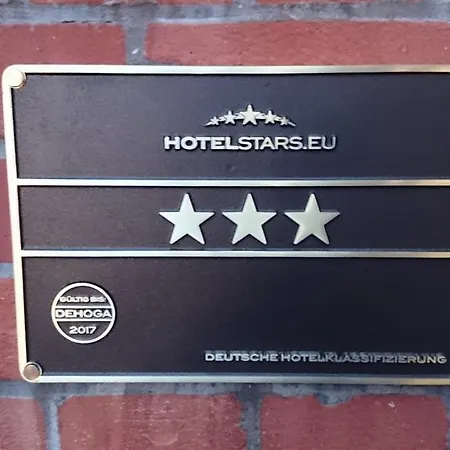 HOTELSTARS.EU
GÜLTIG BIS:
DEHOGA
2017
DEUTSCHE HOTELKLASSIFIZIERUNG